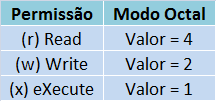 Permissão Modo Octal
(r) Read Valor = 4
(w) Write Valor = 2
(x) eXecute Valor = 1